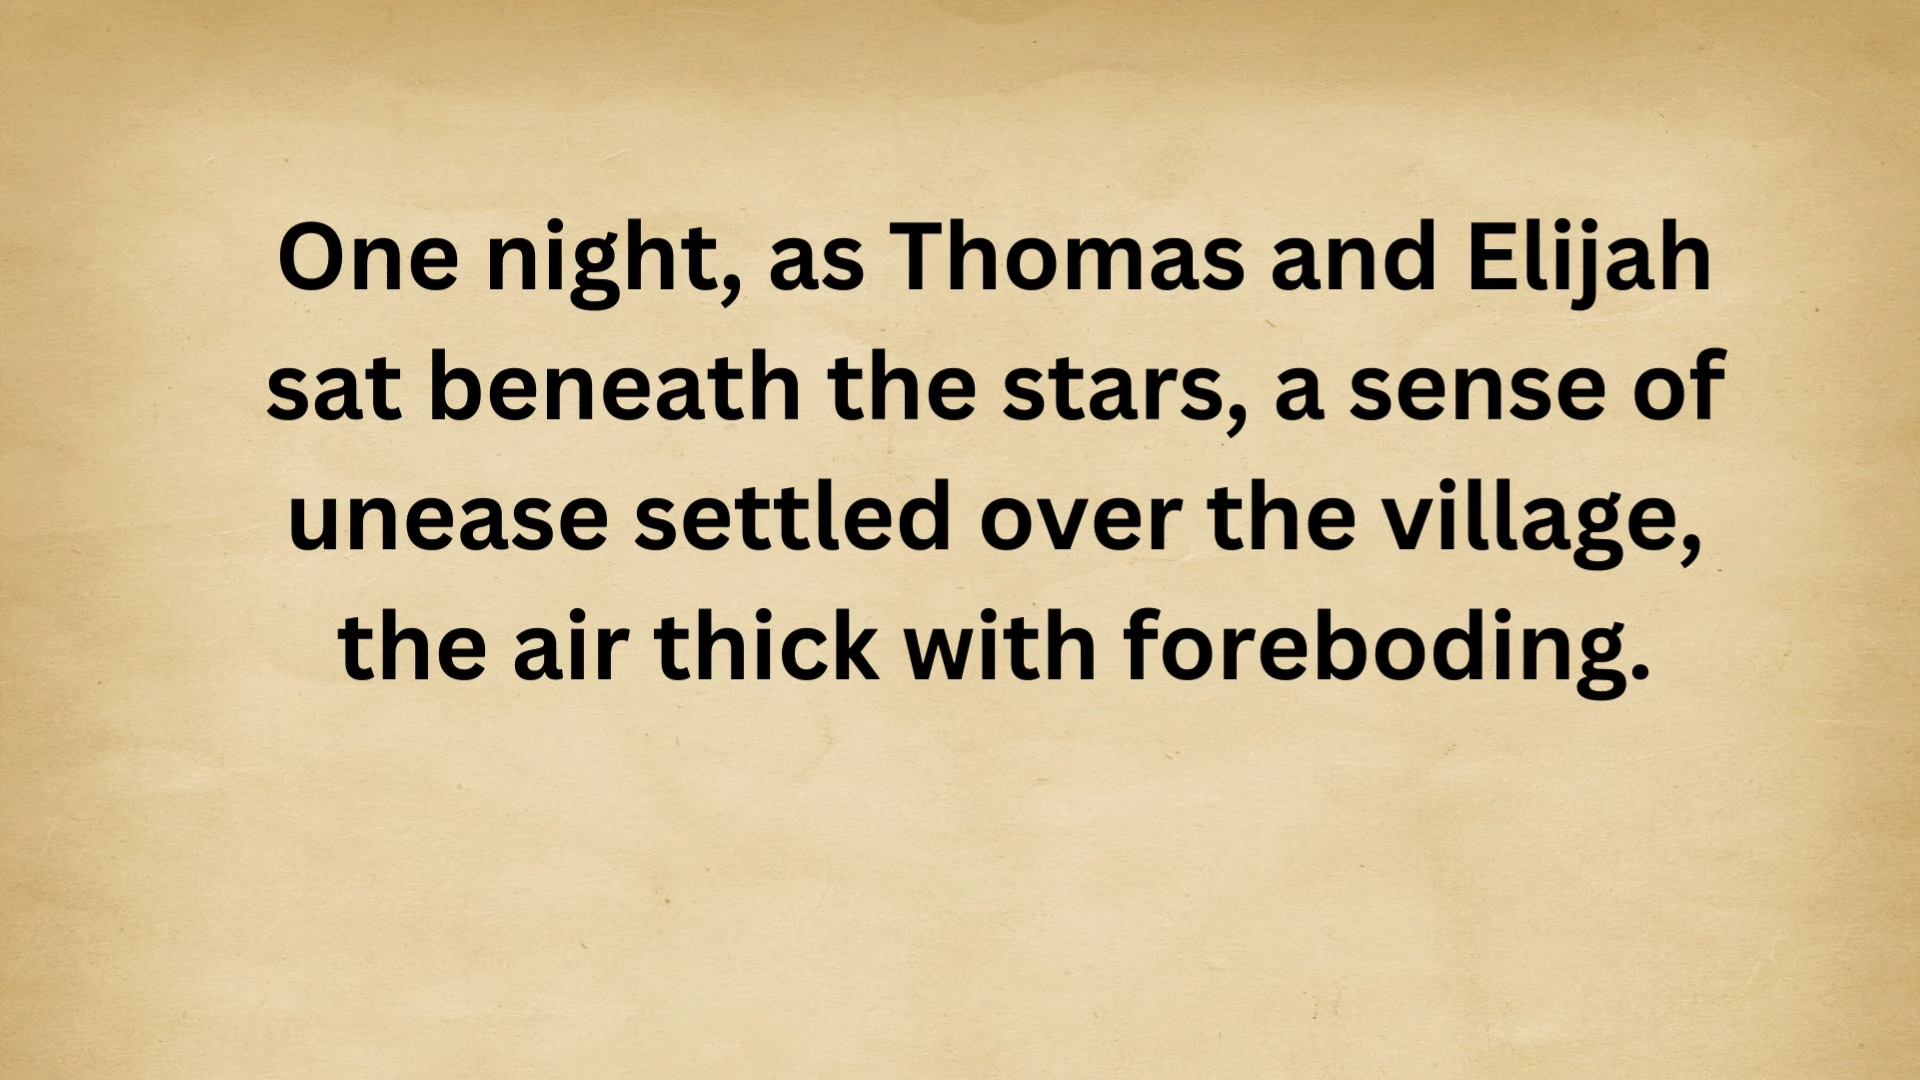 One night, as Thomas and Elijah
sat beneath the stars, a sense of
unease settled over the village,
the air thick with foreboding.